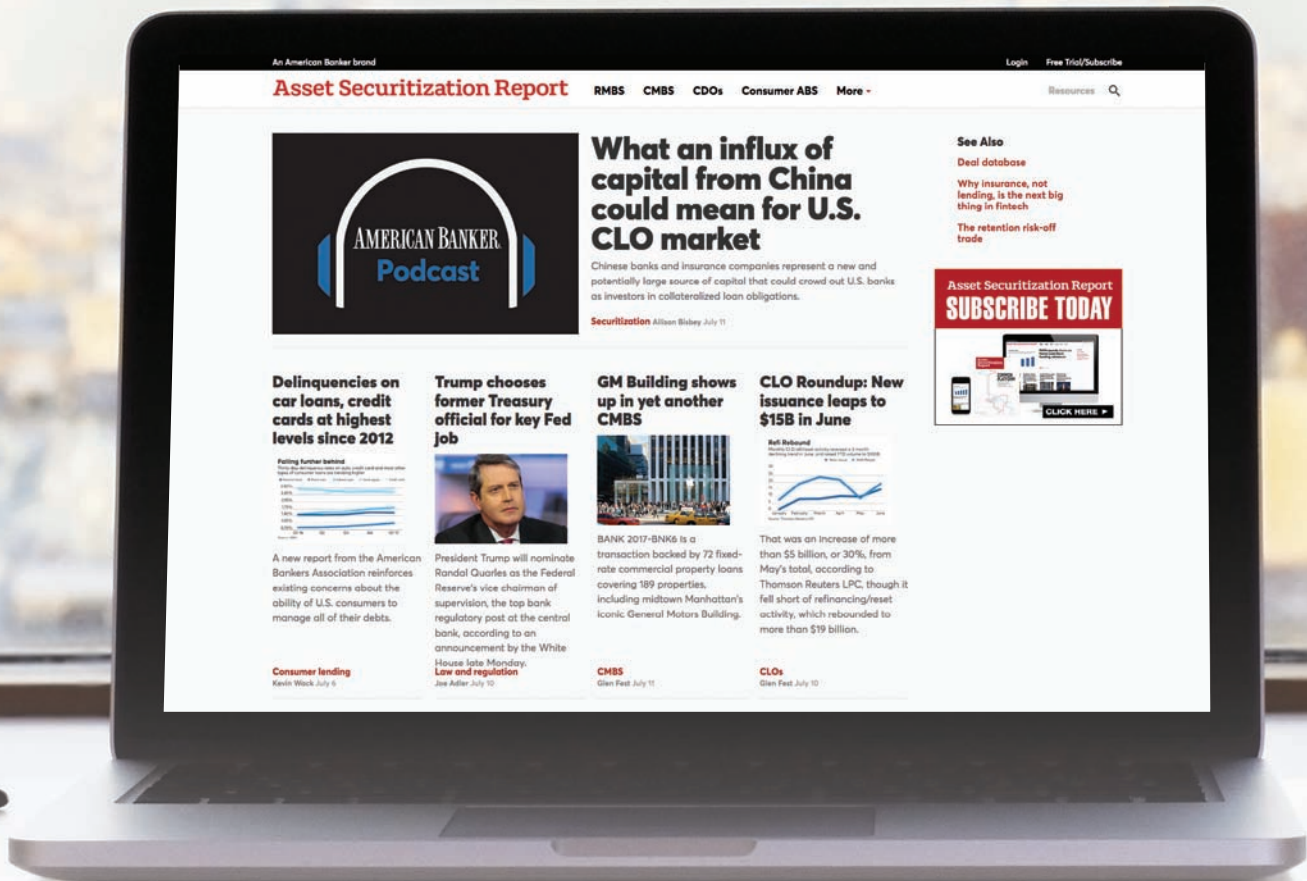 An American Banker brand
Login Free Trial/Subscribe
Asset Securitization Report
RMBS CMBS CDOs Consumer ABS More
Resources
AMERICAN BANKER
Podcast
What an influx of
capital from China
could mean for U.S.
CLO market
Chinese banks and insurance companies represent a new and
potentially large source of capital that could crowd out U.S. banks
as investors in collateralized loan obligations.
Securitization Allison Bisbey July 11
See Also
Deal database
Why insurance, not
lending, is the next big
thing in fintech
The retention risk-off
trade
Asset Securitization Report
SUBSCRIBE TODAY
CLICK HERE
Delinquencies on
car loans, credit
cards at highest
levels since 2012
Falling further behind
A new report from the American
Bankers Association reinforces
existing concerns about the
ability of U.S. consumers to
manage all of their debts.
Consumer lending
Kevin Wack July 6
Trump chooses
former Treasury
official for key Fed
job
President Trump will nominate
Randal Quarles as the Federal
Reserve's vice chairman of
supervision, the top bank
regulatory post at the central
bank, according to an
announcement by the White
House late Monday.
Law and regulation
Joe Adler July 10
GM Building shows
up in yet another
CMBS
BANK 2017-BNK6 is a
transaction backed by 72 fixed-
rate commercial property loans
covering 189 properties,
including midtown Manhattan's
iconic General Motors Building.
CMBS
Glen Fest July 11
CLO Roundup: New
issuance leaps to
$15B in June
Refi Rebound
January February March April May June
That was an increase of more
than $5 billion, or 30%, from
May's total, according to
Thomson Reuters LPC, though it
fell short of refinancing/reset
activity, which rebounded to
more than $19 billion.
CLOs
Glen Fest July 10